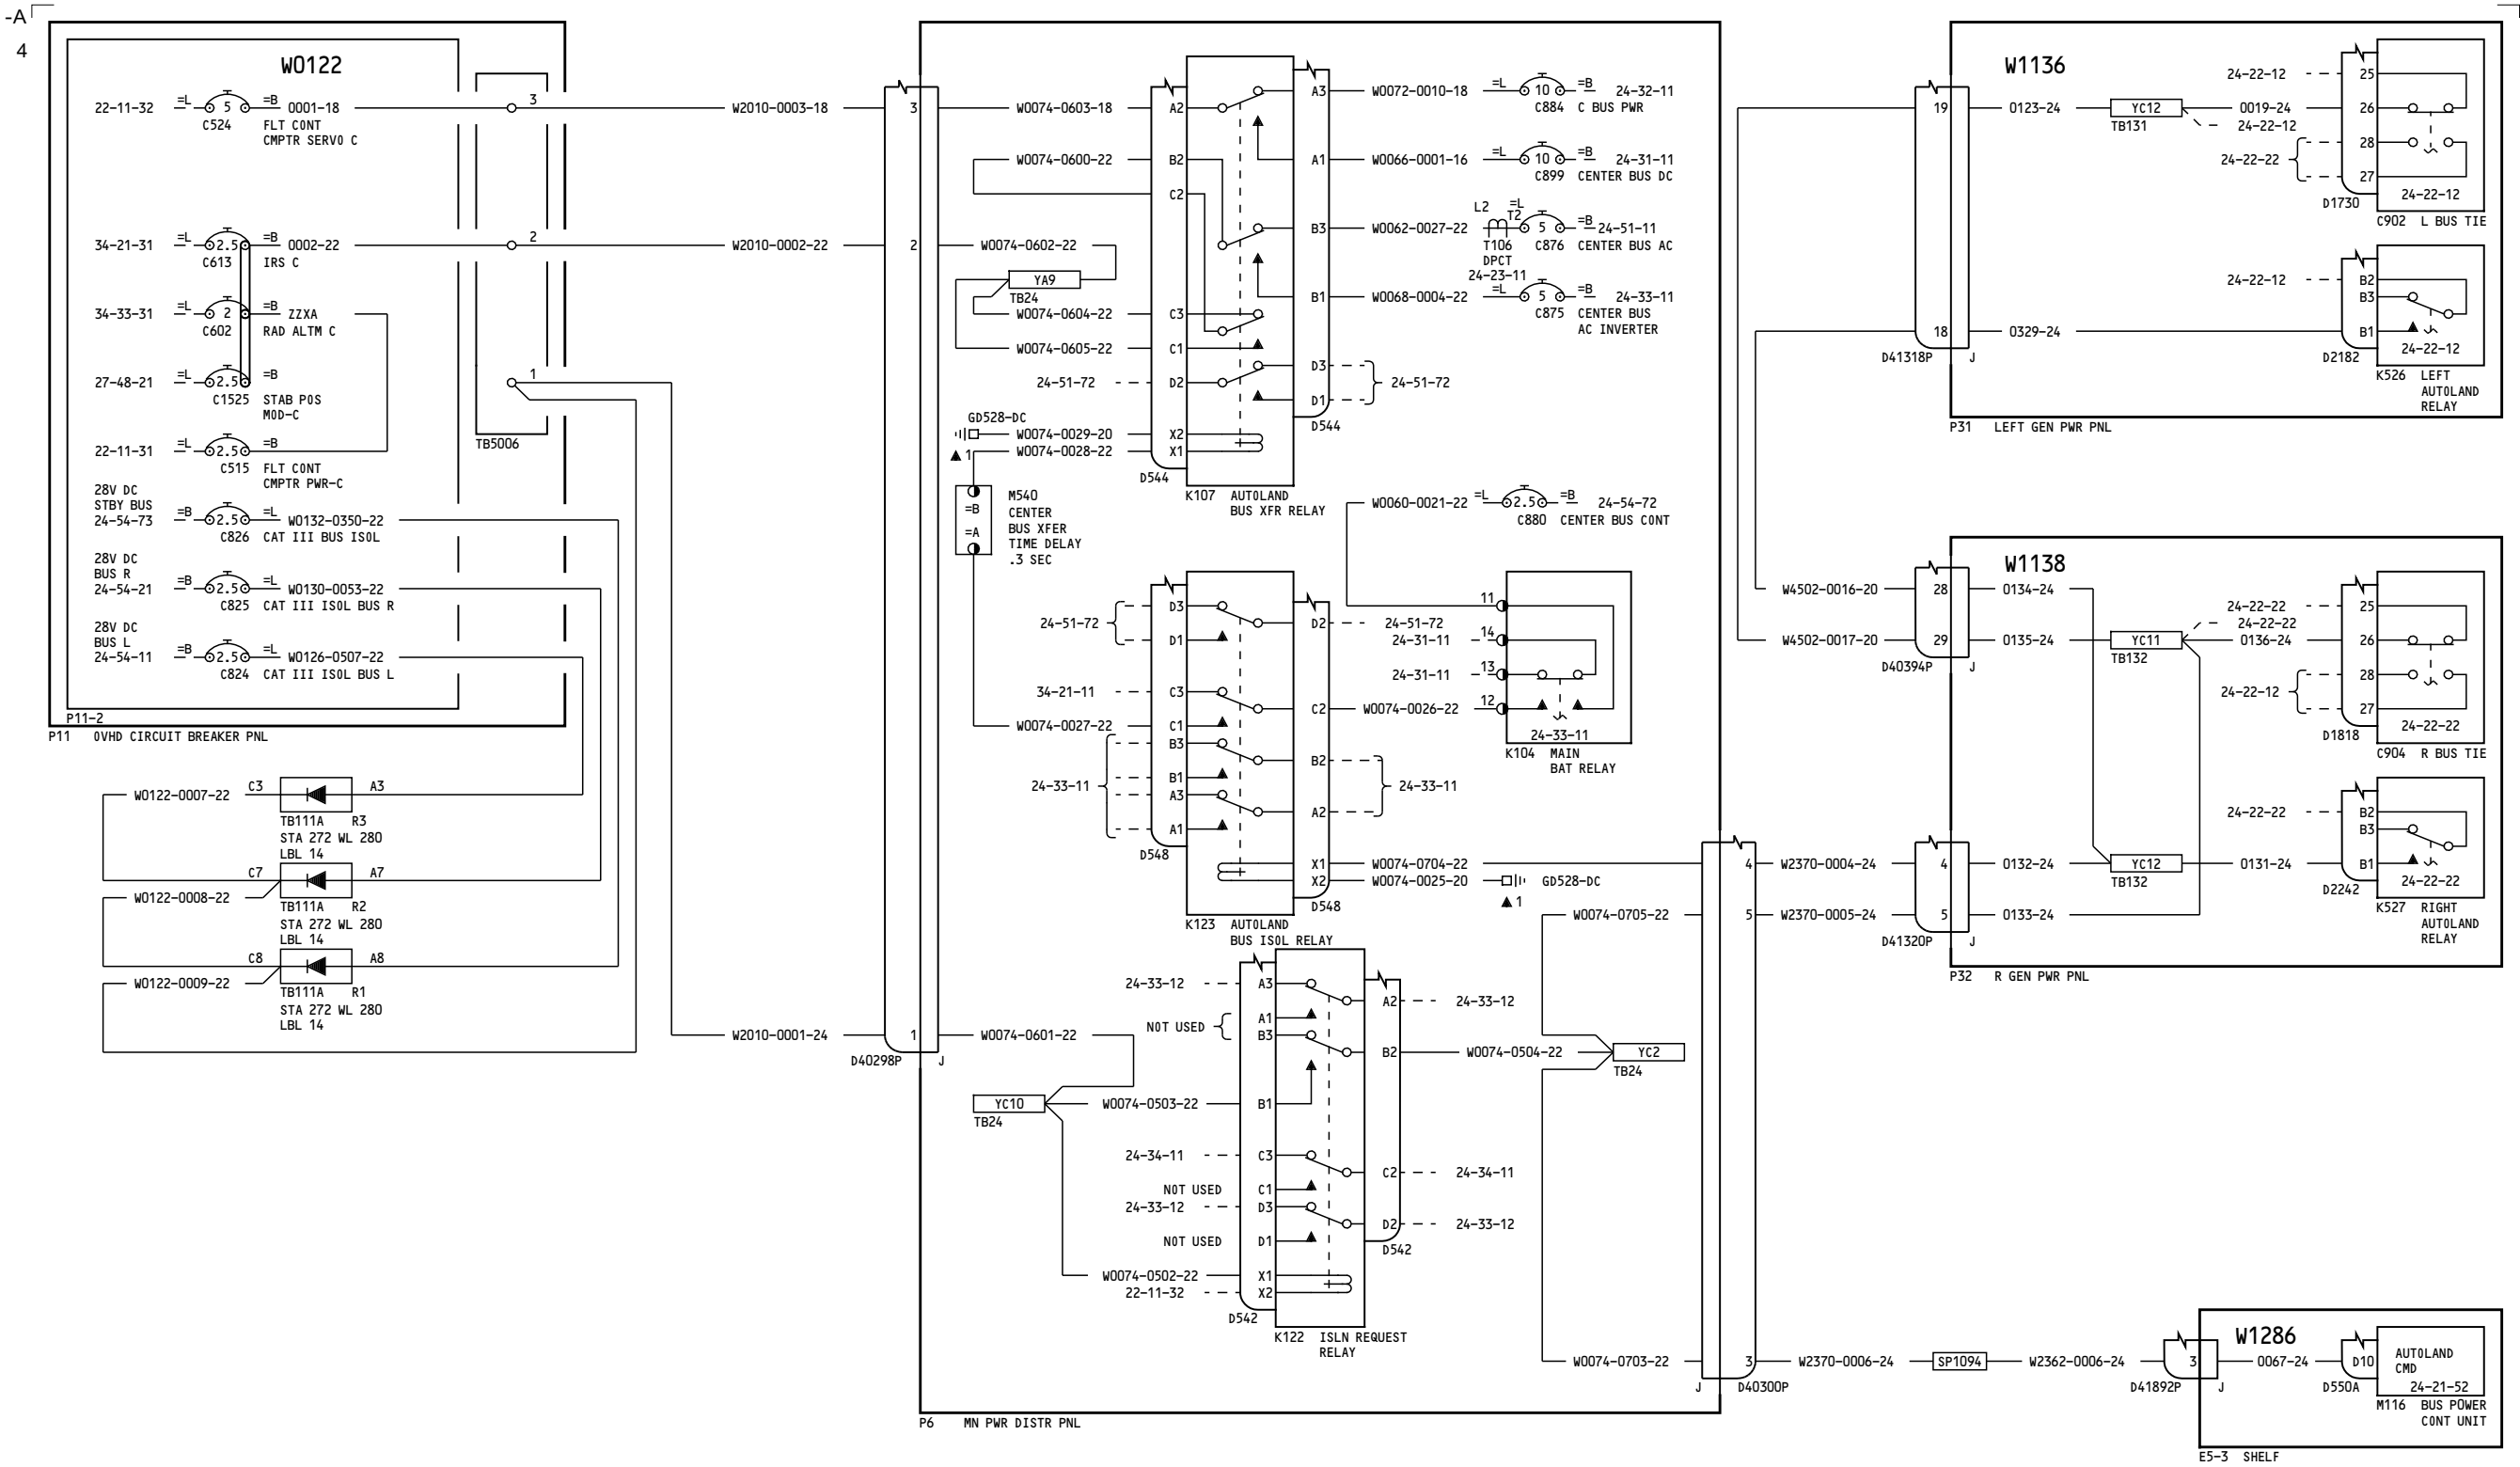 -A
4
W0122
22-11-32 =L 5 =B 0001-18
C524 FLT CONT
CMPTR SERVO C
34-21-31 =L 2.5 =B 0002-22
C613 IRS C
34-33-31 =L 2 =B ZZXA
C602 RAD ALTM C
27-48-21 =L 2.5 =B
C1525 STAB POS
MOD-C
22-11-31 =L 2.5 =B
C515 FLT CONT
CMPTR PWR-C
28V DC
STBY BUS
24-54-73 =B 2.5 =L W0132-0350-22
C826 CAT III BUS ISOL
28V DC
BUS R
24-54-21 =B 2.5 =L W0130-0053-22
C825 CAT III ISOL BUS R
28V DC
BUS L
24-54-11 =B 2.5 =L W0126-0507-22
C824 CAT III ISOL BUS L
P11-2
P11 OVHD CIRCUIT BREAKER PNL
3
2
1
TB5006
W0122-0007-22 C3 A3
TB111A R3
STA 272 WL 280
LBL 14
C7 A7
W0122-0008-22
TB111A R2
STA 272 WL 280
LBL 14
C8 A8
W0122-0009-22
TB111A R1
STA 272 WL 280
LBL 14
W2010-0003-18 3
W2010-0002-22 2
W2010-0001-24 1
D40298P J
W0074-0603-18 A2
W0074-0600-22 B2
C2
W0074-0602-22
YA9
TB24
W0074-0604-22 C3
W0074-0605-22 C1
24-51-72 D2
GD528-DC
W0074-0029-20 X2
1 W0074-0028-22 X1
D544
K107 AUTOLAND
BUS XFR RELAY
A3 W0072-0010-18 =L 10 =B 24-32-11
C884 C BUS PWR
A1 W0066-0001-16 =L 10 =B 24-31-11
C899 CENTER BUS DC
B3 W0062-0027-22 L2 T2 =L 5 =B 24-51-11
T106 C876 CENTER BUS AC
DPCT
24-23-11
B1 W0068-0004-22 =L 5 =B 24-33-11
C875 CENTER BUS
AC INVERTER
D3
24-51-72
D1
D544
M540
=B CENTER
BUS XFER
=A TIME DELAY
.3 SEC
W0060-0021-22 =L 2.5 =B 24-54-72
C880 CENTER BUS CONT
24-51-72 D3
D1
34-21-11 C3
W0074-0027-22 C1
B3
B1
24-33-11
A3
A1
D548
K123 AUTOLAND
BUS ISOL RELAY
D2 24-51-72
C2 W0074-0026-22
B2
24-33-11
A2
X1 W0074-0704-22
X2 W0074-0025-20 GD528-DC
1
D548
11
24-31-11 14
24-31-11 13
12
24-33-11
K104 MAIN
BAT RELAY
W0074-0601-22
YC10
TB24
24-33-12 A3
A1
NOT USED
B3
W0074-0503-22 B1
24-34-11 C3
NOT USED C1
24-33-12 D3
NOT USED D1
W0074-0502-22 X1
22-11-32 X2
D542
K122 ISLN REQUEST
RELAY
A2 24-33-12
B2 W0074-0504-22
C2 24-34-11
D2 24-33-12
D542
W0074-0705-22
YC2
TB24
W0074-0703-22
P6 MN PWR DISTR PNL
4 W2370-0004-24
5 W2370-0005-24
3 W2370-0006-24 SP1094 W2362-0006-24
J D40300P
W1136
19 0123-24 YC12 0019-24
TB131 24-22-12
24-22-12 25
26
24-22-22 28
27
24-22-12
D1730
C902 L BUS TIE
18 0329-24
D41318P J
24-22-12 B2
B3
B1
24-22-12
D2182
K526 LEFT
AUTOLAND
RELAY
P31 LEFT GEN PWR PNL
W1138
W4502-0016-20 28 0134-24
W4502-0017-20 29 0135-24 YC11
TB132
D40394P J
24-22-22 25
24-22-22
0136-24 26
24-22-12 28
27
24-22-22
D1818
C904 R BUS TIE
24-22-22 B2
B3
4 0132-24 YC12 0131-24 B1
TB132
24-22-22
D2242
K527 RIGHT
AUTOLAND
RELAY
5 0133-24
D41320P J
P32 R GEN PWR PNL
W1286
3 0067-24 D10 AUTOLAND
CMD
24-21-52
D41892P J D550A
M116 BUS POWER
CONT UNIT
E5-3 SHELF